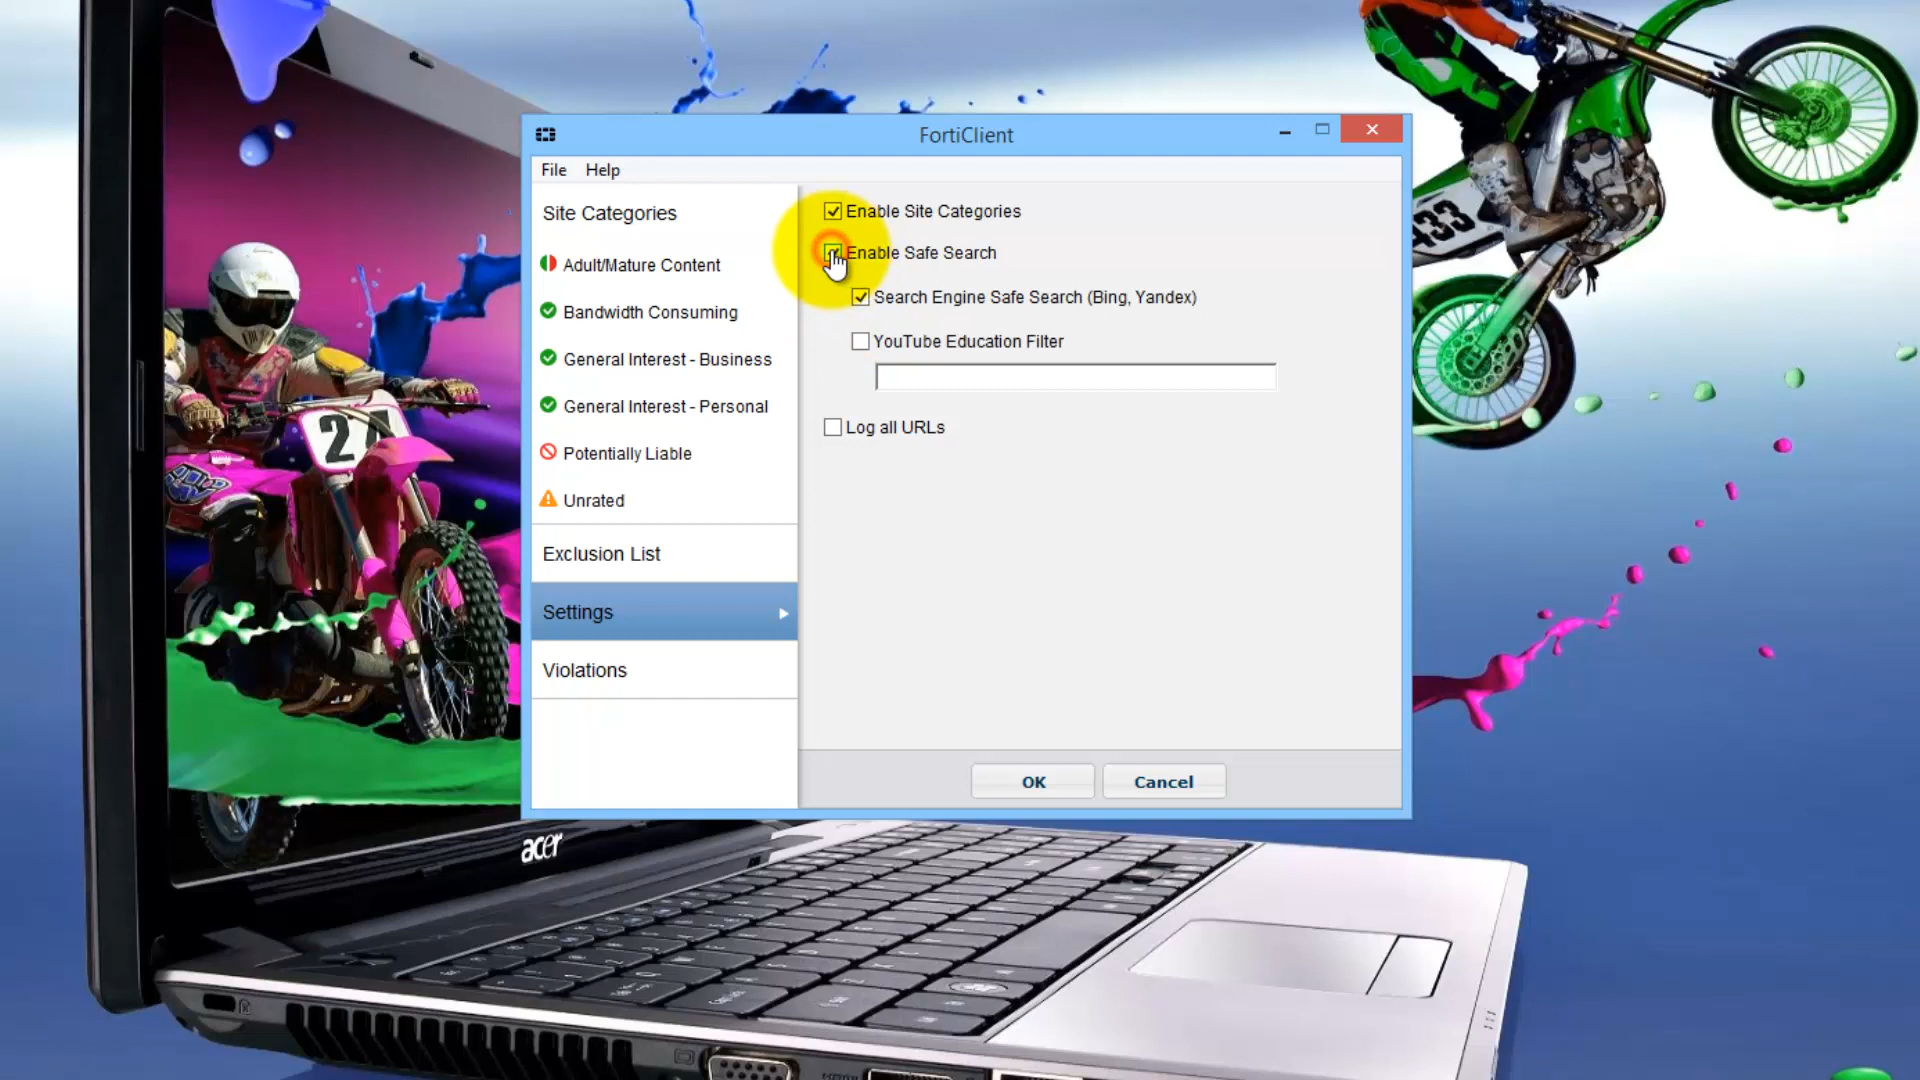 FortiClient
File Help
Site Categories
Adult/Mature Content
Bandwidth Consuming
General Interest - Business
General Interest - Personal
Potentially Liable
Unrated
Exclusion List
Settings
Violations
Enable Site Categories
Enable Safe Search
Search Engine Safe Search (Bing, Yandex)
YouTube Education Filter
Log all URLs
OK Cancel
24
433
acer